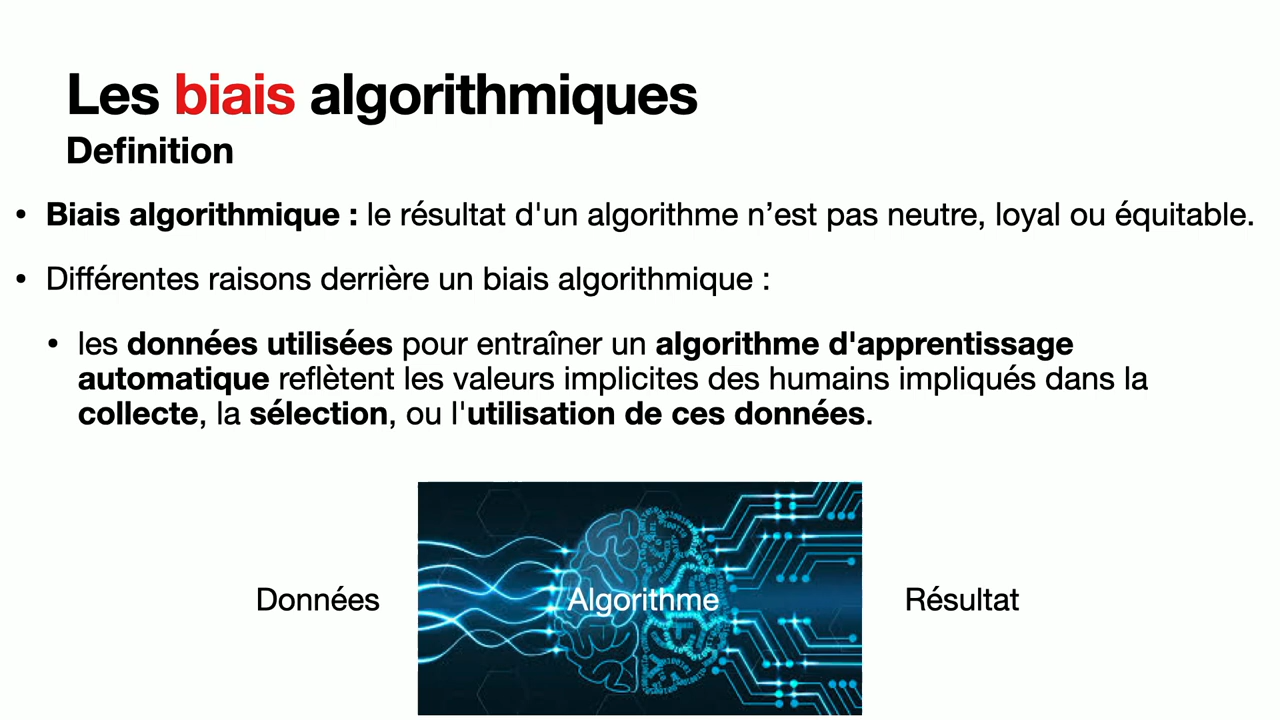 Les biais algorithmiques
Definition
• Biais algorithmique : le résultat d'un algorithme n’est pas neutre, loyal ou équitable.
• Différentes raisons derrière un biais algorithmique :
• les données utilisées pour entraîner un algorithme d'apprentissage
automatique reflètent les valeurs implicites des humains impliqués dans la
collecte, la sélection, ou l'utilisation de ces données.
Données
Algorithme
Résultat